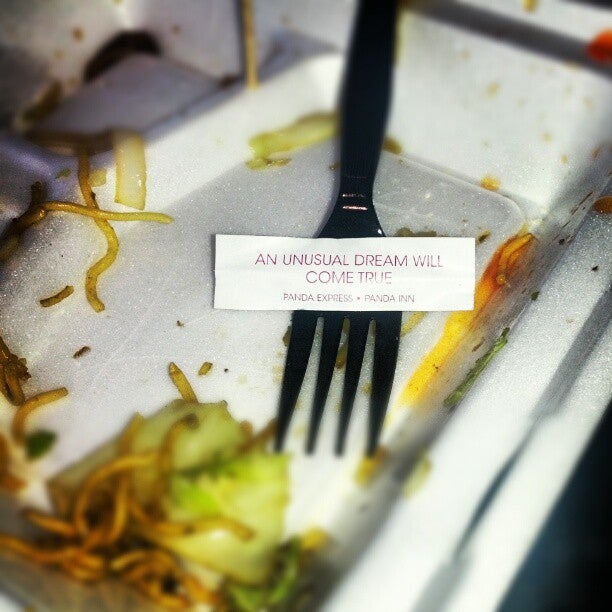 AN UNUSUAL DREAM WILL
COME TRUE
PANDA EXPRESS • PANDA INN